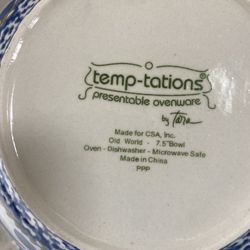 temp-tations®
presentable ovenware
by Tara
Made for CSA, Inc.
Old World - 7.5" Bowl
Oven - Dishwasher - Microwave Safe
Made in China
PPP